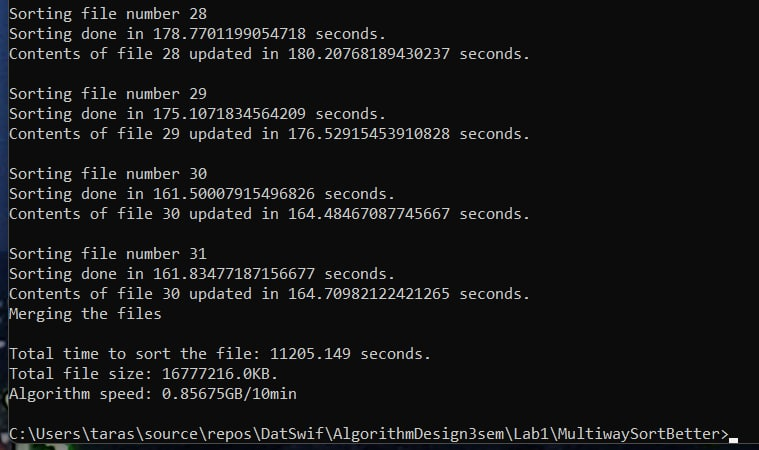 Sorting file number 28
Sorting done in 178.7701199054718 seconds.
Contents of file 28 updated in 180.20768189430237 seconds.
Sorting file number 29
Sorting done in 175.1071834564209 seconds.
Contents of file 29 updated in 176.52915453910828 seconds.
Sorting file number 30
Sorting done in 161.50007915496826 seconds.
Contents of file 30 updated in 164.48467087745667 seconds.
Sorting file number 31
Sorting done in 161.83477187156677 seconds.
Contents of file 30 updated in 164.70982122421265 seconds.
Merging the files
Total time to sort the file: 11205.149 seconds.
Total file size: 16777216.0KB.
Algorithm speed: 0.85675GB/10min
C:\Users\taras\source\repos\DatSwif\AlgorithmDesign3sem\Lab1\MultiwaySortBetter>